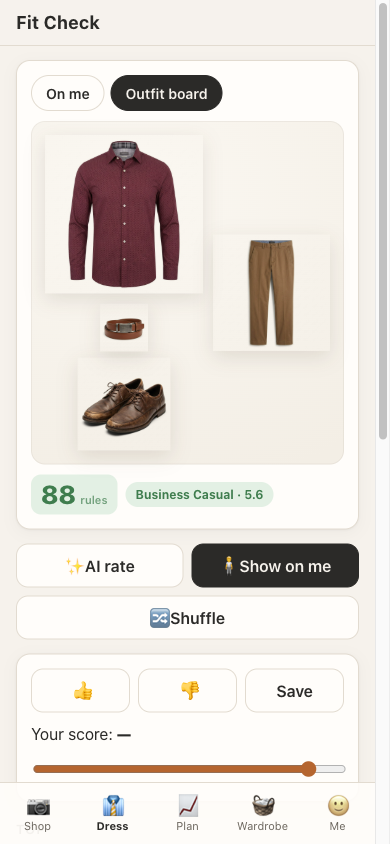 Fit Check
On me
Outfit board
88 rules
Business Casual · 5.6
AI rate
Show on me
Shuffle
Save
Your score: —
Shop
Dress
Plan
Wardrobe
Me